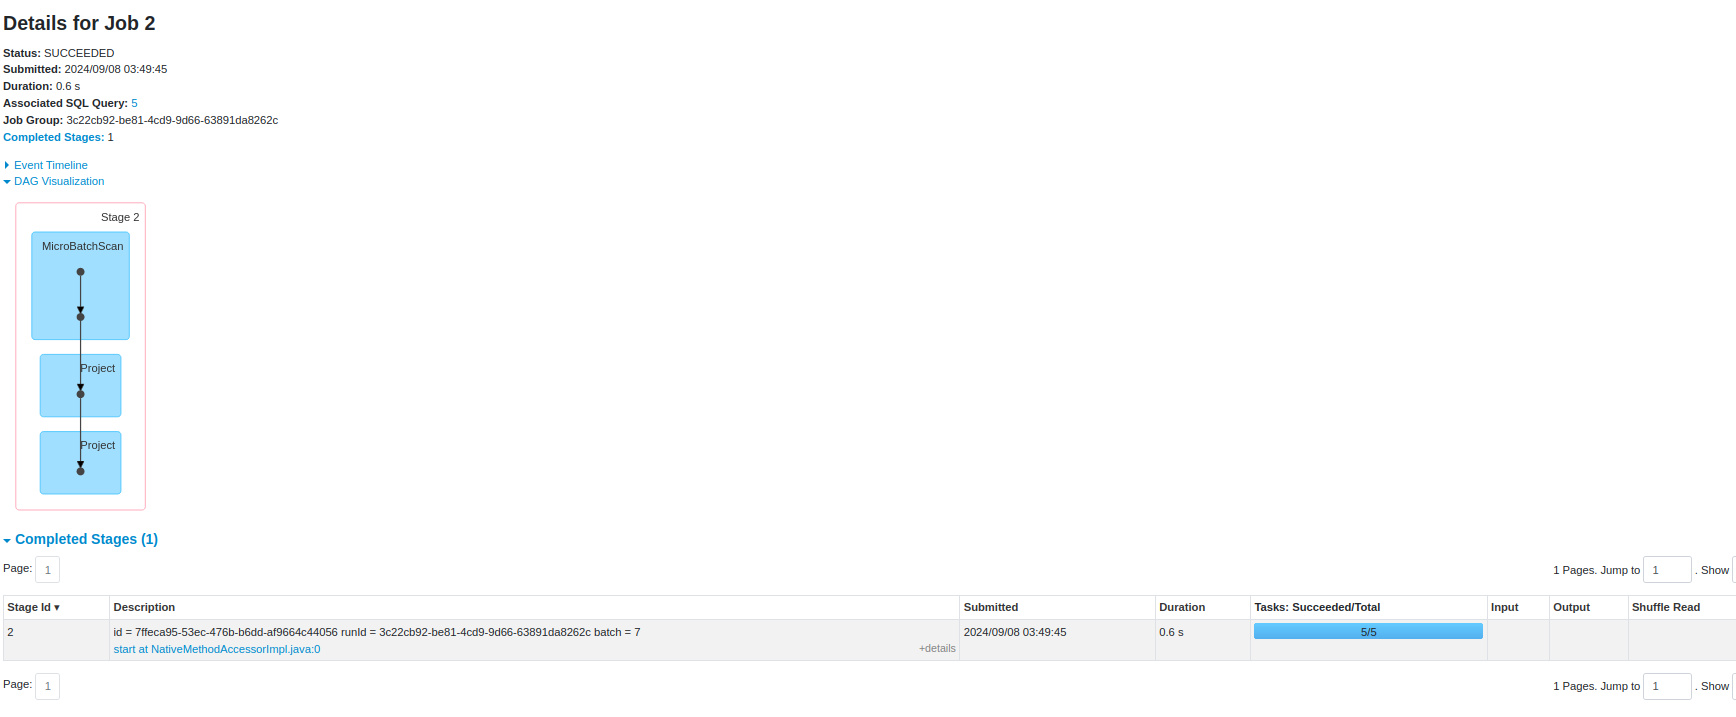 Details for Job 2
Status: SUCCEEDED
Submitted: 2024/09/08 03:49:45
Duration: 0.6 s
Associated SQL Query: 5
Job Group: 3c22cb92-be81-4cd9-9d66-63891da8262c
Completed Stages: 1
Event Timeline
DAG Visualization
Stage 2
MicroBatchScan
Project
Project
Completed Stages (1)
Page: 1 1 Pages. Jump to 1 . Show
Stage Id ▾ Description Submitted Duration Tasks: Succeeded/Total Input Output Shuffle Read
2 id = 7ffeca95-53ec-476b-b6dd-af9664c44056 runId = 3c22cb92-be81-4cd9-9d66-63891da8262c batch = 7 2024/09/08 03:49:45 0.6 s 5/5
start at NativeMethodAccessorImpl.java:0 +details
Page: 1 1 Pages. Jump to 1 . Show